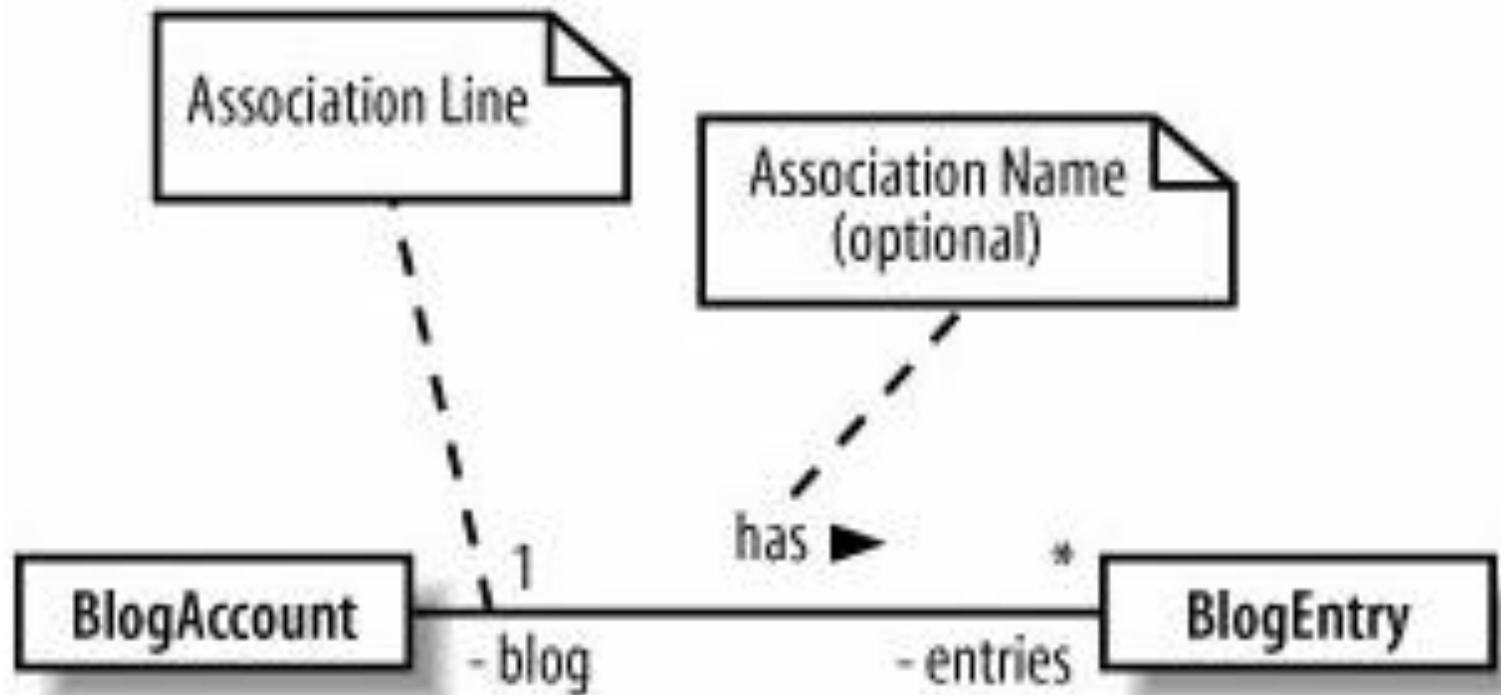 Association Line
Association Name
(optional)
has ►
1
*
BlogAccount
BlogEntry
- blog
- entries